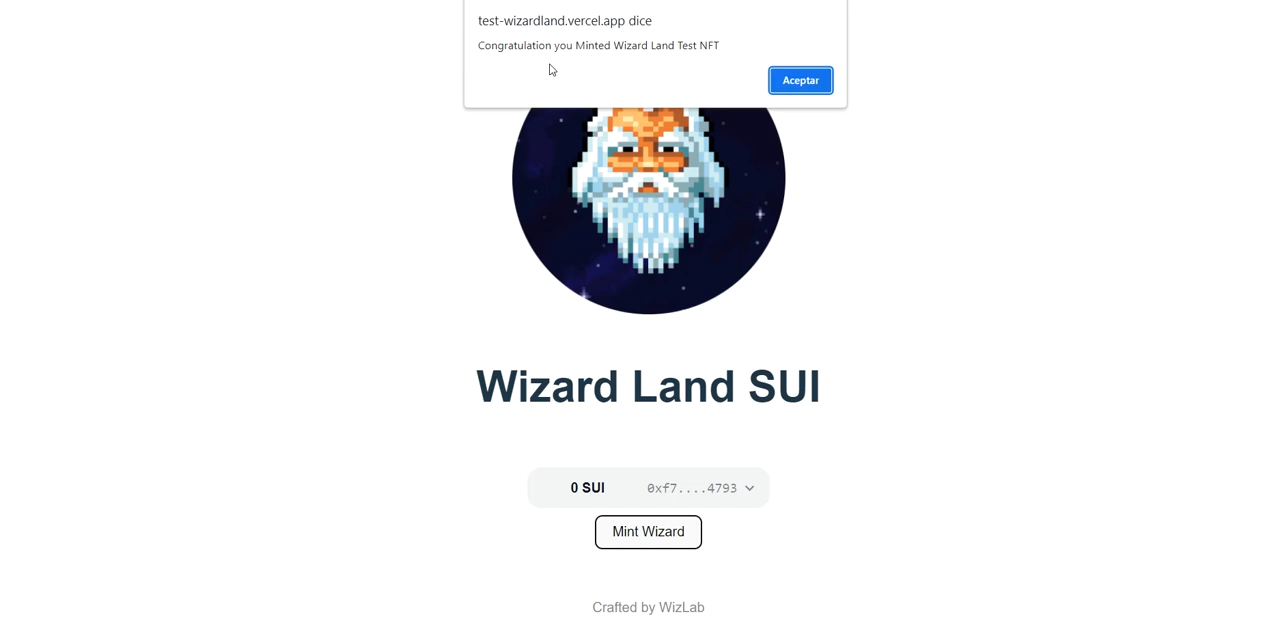 test-wizardland.vercel.app dice
Congratulation you Minted Wizard Land Test NFT
Aceptar
Wizard Land SUI
0 SUI 0xf7....4793
Mint Wizard
Crafted by WizLab